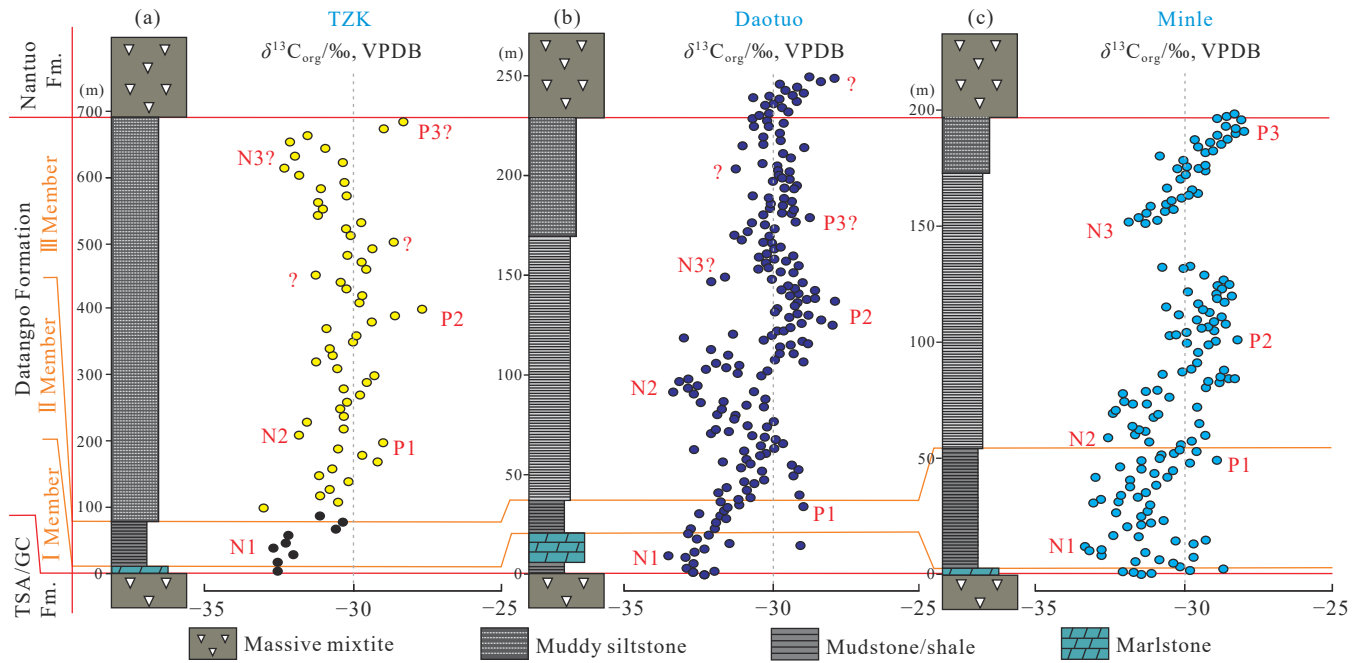 (a)
TZK
(b)
Daotuo
(c)
Minle
δ¹³C_org/‰, VPDB
δ¹³C_org/‰, VPDB
δ¹³C_org/‰, VPDB
Nantuo Fm.
Datangpo Formation
III Member
II Member
I Member
TSA/GC Fm.
(m)
700
600
500
400
300
200
100
0
P3?
N3?
?
?
P2
N2
P1
N1
−35
−30
−25
(m)
250
200
150
100
50
0
?
?
P3?
N3?
P2
N2
P1
N1
−35
−30
−25
(m)
200
150
100
50
0
P3
N3
P2
N2
P1
N1
−35
−30
−25
Massive mixtite
Muddy siltstone
Mudstone/shale
Marlstone